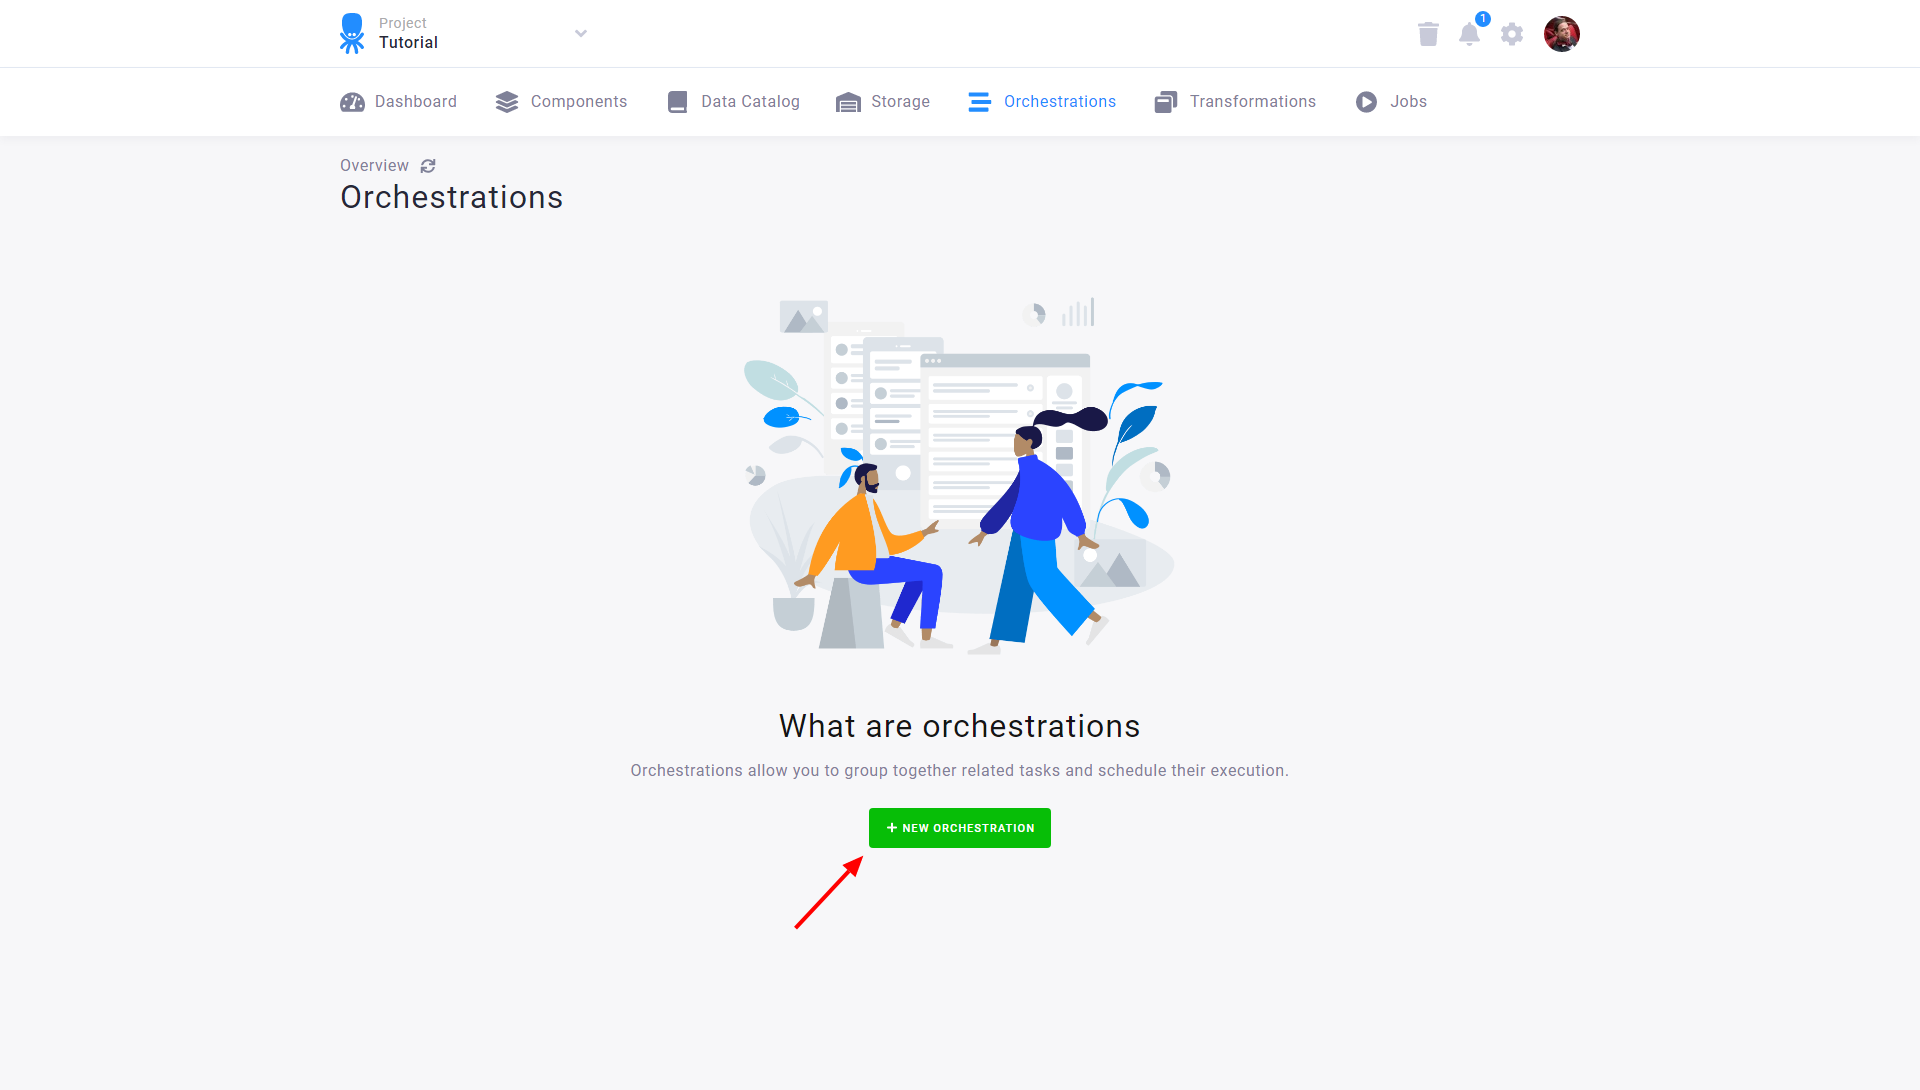 Project
Tutorial
1
Dashboard Components Data Catalog Storage Orchestrations Transformations Jobs
Overview
Orchestrations
What are orchestrations
Orchestrations allow you to group together related tasks and schedule their execution.
+ NEW ORCHESTRATION